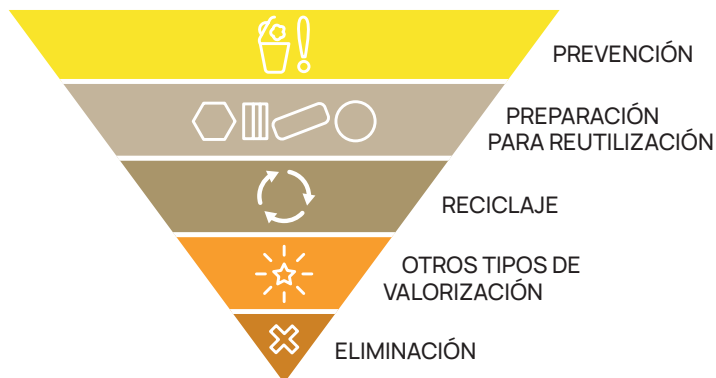 PREVENCIÓN
PREPARACIÓN
PARA REUTILIZACIÓN
RECICLAJE
OTROS TIPOS DE
VALORIZACIÓN
ELIMINACIÓN